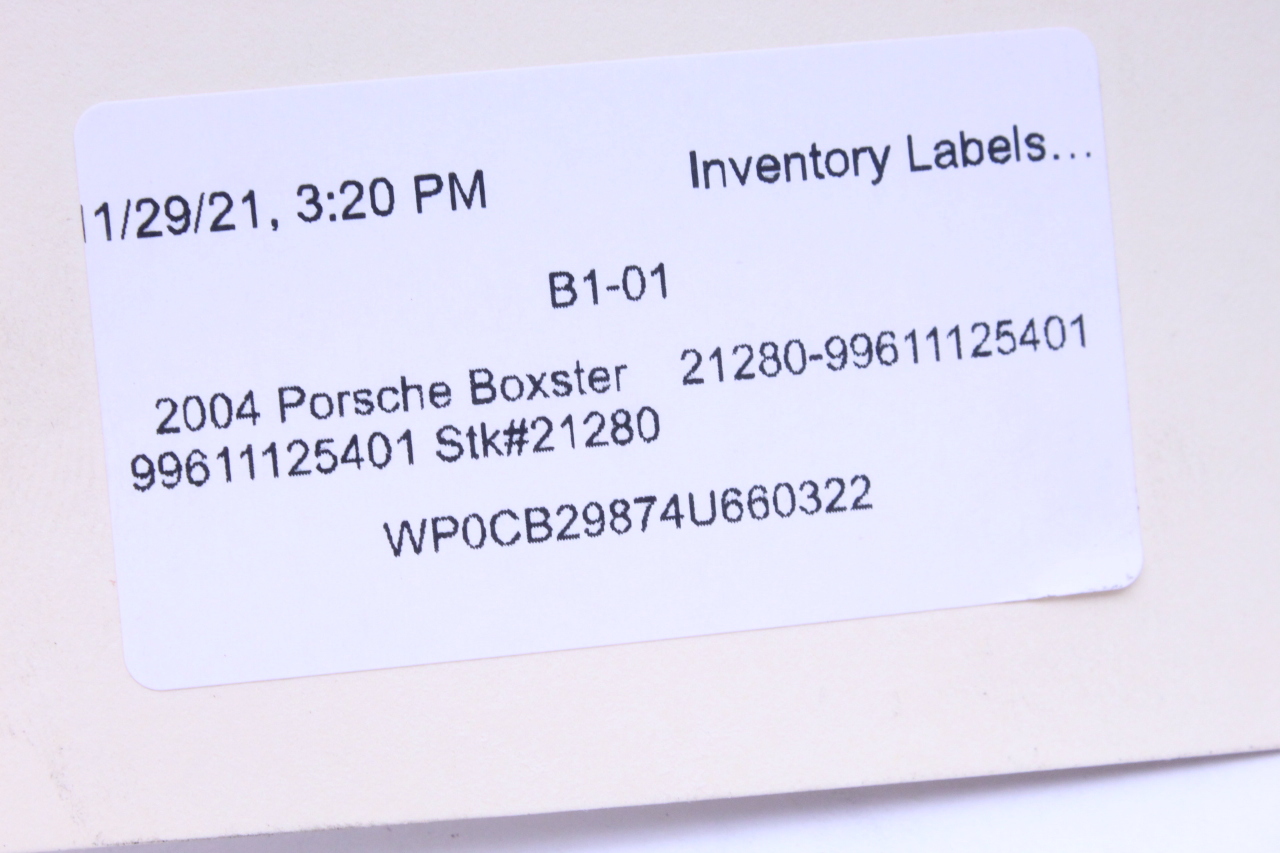 11/29/21, 3:20 PM Inventory Labels...
B1-01
2004 Porsche Boxster 21280-99611125401
99611125401 Stk#21280
WP0CB29874U660322